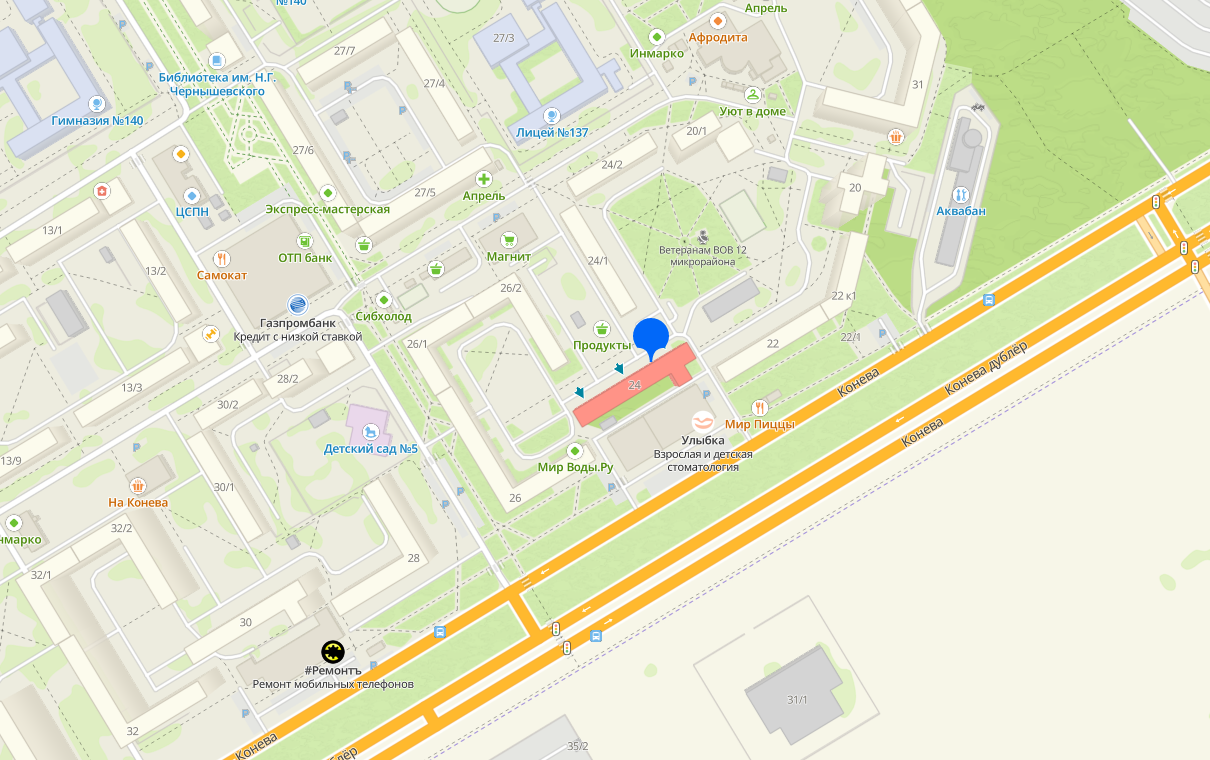 №140
Апрель
27/3
Афродита
27/7
Инмарко
Библиотека им. Н.Г.
Чернышевского
27/4
31
Гимназия №140
Уют в доме
Лицей №137
20/1
27/6
24/2
20
27/5
Апрель
ЦСПН
Экспресс-мастерская
Аквабан
13/1
Ветеранам ВОВ 12
микрорайона
ОТП банк
Магнит
24/1
13/2
Самокат
26/2
22 к1
Сибхолод
Газпромбанк
Кредит с низкой ставкой
26/1
Продукты
22
22/1
Конева дублёр
28/2
13/3
24
Конева
30/2
Мир Пиццы
Улыбка
Взрослая и детская
стоматология
Конева
Детский сад №5
13/9
Мир Воды.Ру
30/1
26
На Конева
32/2
нмарко
28
32/1
30
#Ремонтъ
Ремонт мобильных телефонов
31/1
32
Конева
35/2
блёр